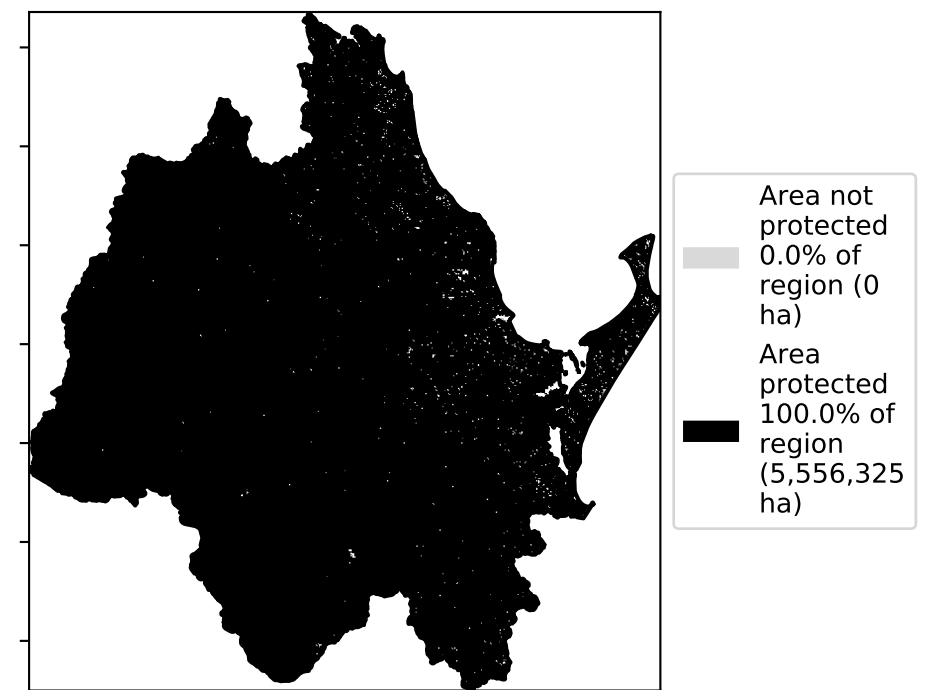 Area not
protected
0.0% of
region (0
ha)
Area
protected
100.0% of
region
(5,556,325
ha)